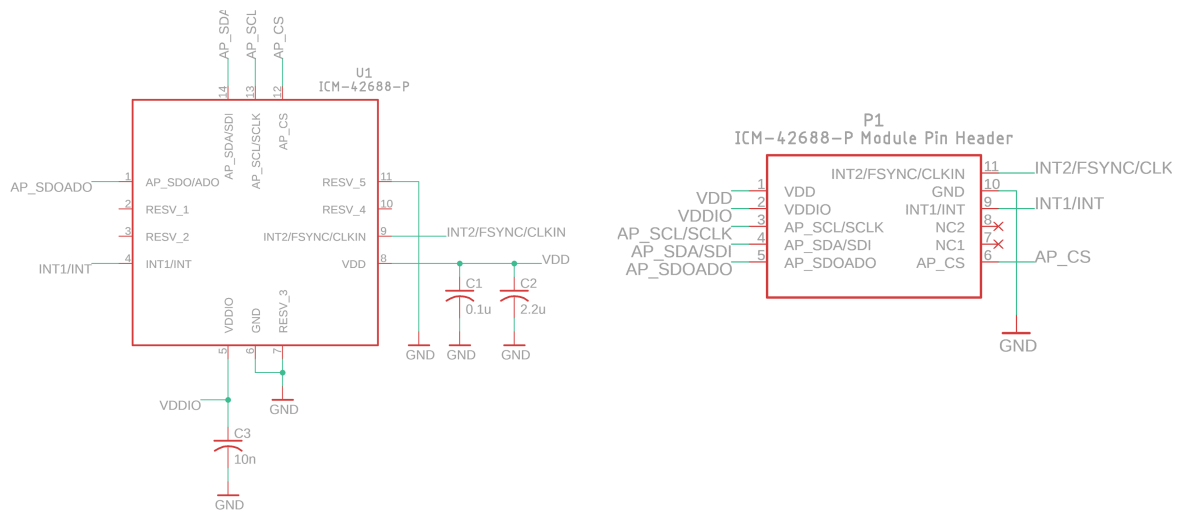 AP_SDA
AP_SCL
AP_CS
14
13
12
U1
ICM-42688-P
AP_SDA/SDI
AP_SCL/SCLK
AP_CS
AP_SDOADO
1
AP_SDO/ADO
2
RESV_1
3
RESV_2
INT1/INT
4
INT1/INT
RESV_5
11
RESV_4
10
INT2/FSYNC/CLKIN
9
INT2/FSYNC/CLKIN
VDD
8
VDD
C1
0.1u
C2
2.2u
GND
GND
GND
VDDIO
GND
RESV_3
5
6
7
VDDIO
GND
C3
10n
GND
P1
ICM-42688-P Module Pin Header
VDD
1
VDD
VDDIO
2
VDDIO
AP_SCL/SCLK
3
AP_SCL/SCLK
AP_SDA/SDI
4
AP_SDA/SDI
AP_SDOADO
5
AP_SDOADO
INT2/FSYNC/CLKIN
11
INT2/FSYNC/CLK
GND
10
INT1/INT
9
INT1/INT
NC2
8
NC1
7
AP_CS
6
AP_CS
GND